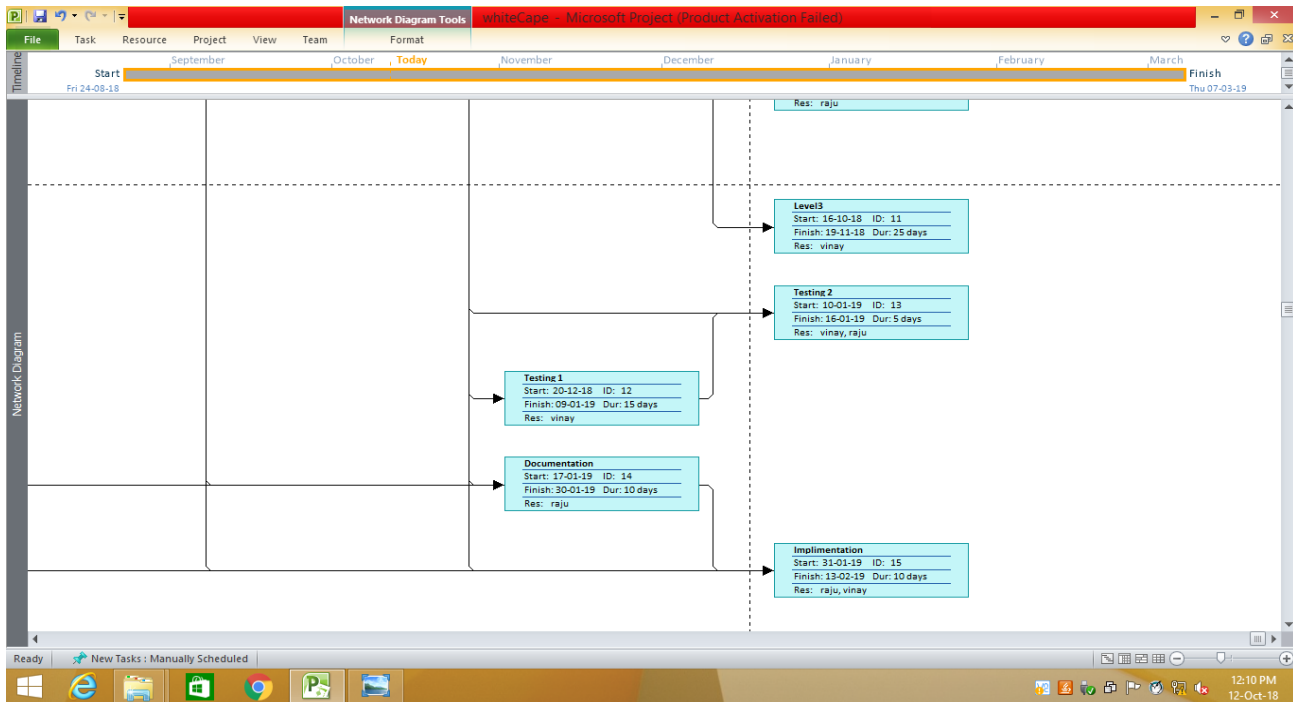 Network Diagram Tools
whiteCape - Microsoft Project (Product Activation Failed)
File Task Resource Project View Team Format
Timeline
September October Today November December January February March
Start
Fri 24-08-18
Finish
Thu 07-03-19
Network Diagram
Res: raju
Level3
Start: 16-10-18 ID: 11
Finish: 19-11-18 Dur: 25 days
Res: vinay
Testing 2
Start: 10-01-19 ID: 13
Finish: 16-01-19 Dur: 5 days
Res: vinay, raju
Testing 1
Start: 20-12-18 ID: 12
Finish: 09-01-19 Dur: 15 days
Res: vinay
Documentation
Start: 17-01-19 ID: 14
Finish: 30-01-19 Dur: 10 days
Res: raju
Implimentation
Start: 31-01-19 ID: 15
Finish: 13-02-19 Dur: 10 days
Res: raju, vinay
Ready New Tasks : Manually Scheduled
12:10 PM
12-Oct-18